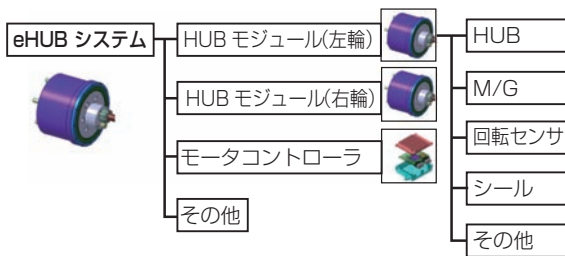 eHUB システム
HUB モジュール(左輪)
HUB モジュール(右輪)
モータコントローラ
その他
HUB
M/G
回転センサ
シール
その他